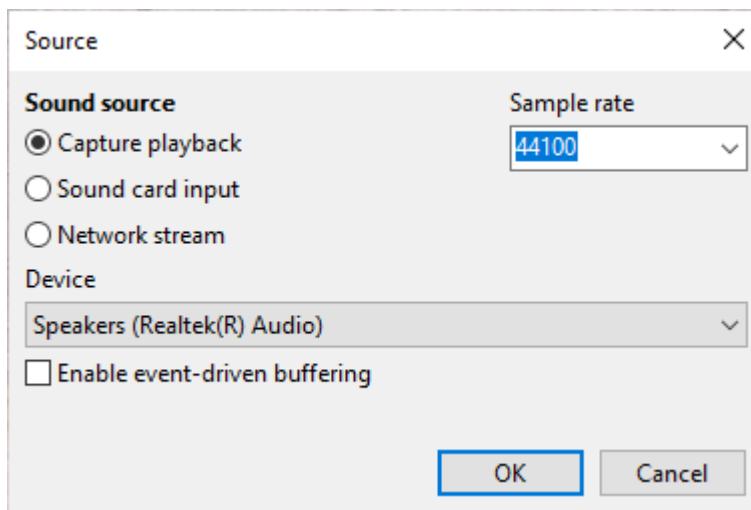 Source
Sound source
Sample rate
Capture playback
44100
Sound card input
Network stream
Device
Speakers (Realtek(R) Audio)
Enable event-driven buffering
OK
Cancel